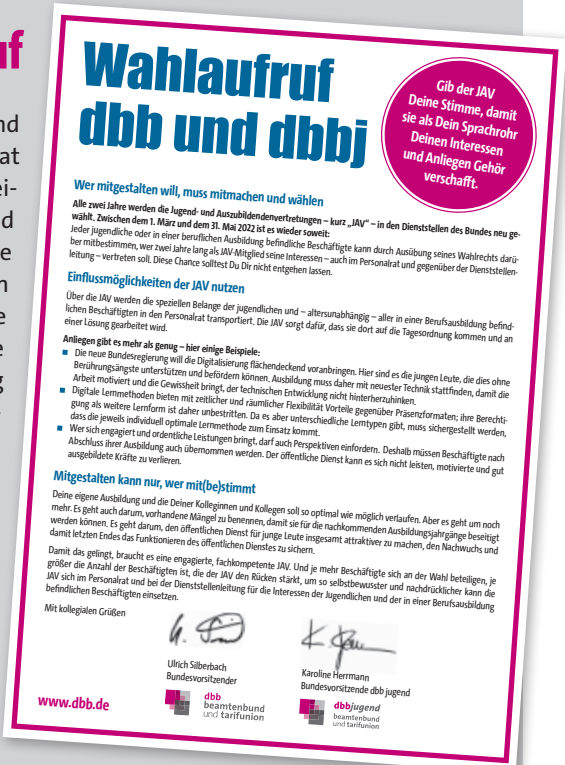 uf
nd
at
ei-
d
e
n
e
e
g
Wahlaufruf
dbb und dbbj
Gib der JAV
Deine Stimme, damit
sie als Dein Sprachrohr
Deinen Interessen
und Anliegen Gehör
verschafft.
Wer mitgestalten will, muss mitmachen und wählen
Alle zwei Jahre werden die Jugend- und Auszubildendenvertretungen – kurz „JAV“ – in den Dienststellen des Bundes neu ge-
wählt. Zwischen dem 1. März und dem 31. Mai 2022 ist es wieder soweit:
Jeder jugendliche oder in einer beruflichen Ausbildung befindliche Beschäftigte kann durch Ausübung seines Wahlrechts darü-
ber mitbestimmen, wer zwei Jahre lang als JAV-Mitglied seine Interessen – auch im Personalrat und gegenüber der Dienststellen-
leitung – vertreten soll. Diese Chance solltest Du Dir nicht entgehen lassen.
Einflussmöglichkeiten der JAV nutzen
Über die JAV werden die speziellen Belange der jugendlichen und – altersunabhängig – aller in einer Berufsausbildung befind-
lichen Beschäftigten in den Personalrat transportiert. Die JAV sorgt dafür, dass sie dort auf die Tagesordnung kommen und an
einer Lösung gearbeitet wird.
Anliegen gibt es mehr als genug – hier einige Beispiele:
■ Die neue Bundesregierung will die Digitalisierung flächendeckend voranbringen. Hier sind es die jungen Leute, die dies ohne
Berührungsängste unterstützen und befördern können. Ausbildung muss daher mit neuester Technik stattfinden, damit die
Arbeit motiviert und die Gewissheit bringt, der technischen Entwicklung nicht hinterherzuhinken.
■ Digitale Lernmethoden bieten mit zeitlicher und räumlicher Flexibilität Vorteile gegenüber Präsenzformaten; ihre Berechti-
gung als weitere Lernform ist daher unbestritten. Da es aber unterschiedliche Lerntypen gibt, muss sichergestellt werden,
dass die jeweils individuell optimale Lernmethode zum Einsatz kommt.
■ Wer sich engagiert und ordentliche Leistungen bringt, darf auch Perspektiven einfordern. Deshalb müssen Beschäftigte nach
Abschluss ihrer Ausbildung auch übernommen werden. Der öffentliche Dienst kann es sich nicht leisten, motivierte und gut
ausgebildete Kräfte zu verlieren.
Mitgestalten kann nur, wer mit(be)stimmt
Deine eigene Ausbildung und die Deiner Kolleginnen und Kollegen soll so optimal wie möglich verlaufen. Aber es geht um noch
mehr. Es geht auch darum, vorhandene Mängel zu benennen, damit sie für die nachkommenden Ausbildungsjahrgänge beseitigt
werden können. Es geht darum, den öffentlichen Dienst für junge Leute insgesamt attraktiver zu machen, den Nachwuchs und
damit letzten Endes das Funktionieren des öffentlichen Dienstes zu sichern.
Damit das gelingt, braucht es eine engagierte, fachkompetente JAV. Und je mehr Beschäftigte sich an der Wahl beteiligen, je
größer die Anzahl der Beschäftigten ist, die der JAV den Rücken stärkt, um so selbstbewusster und nachdrücklicher kann die
JAV sich im Personalrat und bei der Dienststellenleitung für die Interessen der Jugendlichen und der in einer Berufsausbildung
befindlichen Beschäftigten einsetzen.
Mit kollegialen Grüßen
Ulrich Silberbach
Bundesvorsitzender
Karoline Herrmann
Bundesvorsitzende dbb jugend
www.dbb.de
dbb
beamtenbund
und tarifunion
dbbjugend
beamtenbund
und tarifunion